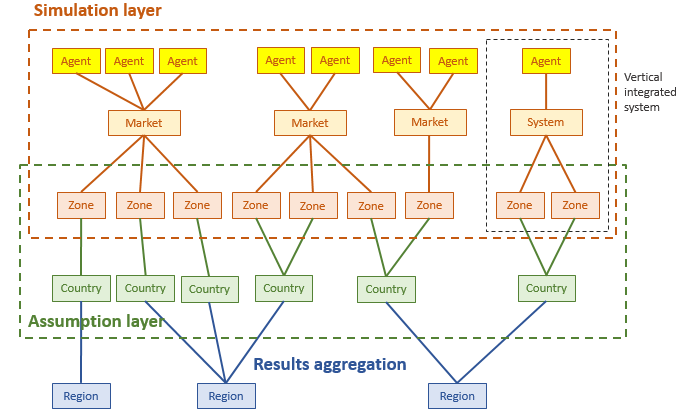 Simulation layer
Agent Agent Agent Agent Agent Agent Agent Agent
Vertical
integrated
system
Market Market Market System
Zone Zone Zone Zone Zone Zone Zone Zone Zone
Country Country Country Country Country Country
Assumption layer
Results aggregation
Region Region Region